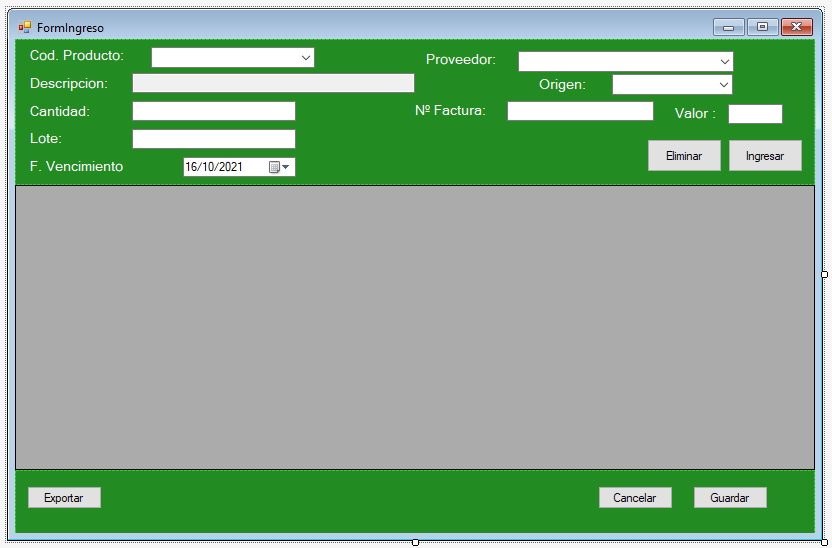 FormIngreso
Cod. Producto:
Proveedor:
Descripcion:
Origen:
Cantidad:
Nº Factura:
Valor :
Lote:
F. Vencimiento
16/10/2021
Eliminar
Ingresar
Exportar
Cancelar
Guardar